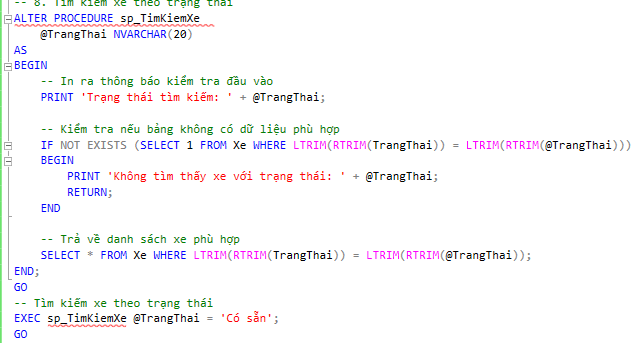 -- 8. Tìm kiếm xe theo trạng thái
ALTER PROCEDURE sp_TimKiemXe
    @TrangThai NVARCHAR(20)
AS
BEGIN
    -- In ra thông báo kiểm tra đầu vào
    PRINT 'Trạng thái tìm kiếm: ' + @TrangThai;
    -- Kiểm tra nếu bảng không có dữ liệu phù hợp
    IF NOT EXISTS (SELECT 1 FROM Xe WHERE LTRIM(RTRIM(TrangThai)) = LTRIM(RTRIM(@TrangThai)))
    BEGIN
        PRINT 'Không tìm thấy xe với trạng thái: ' + @TrangThai;
        RETURN;
    END
    -- Trả về danh sách xe phù hợp
    SELECT * FROM Xe WHERE LTRIM(RTRIM(TrangThai)) = LTRIM(RTRIM(@TrangThai));
END;
GO
-- Tìm kiếm xe theo trạng thái
EXEC sp_TimKiemXe @TrangThai = 'Có sẵn';
GO